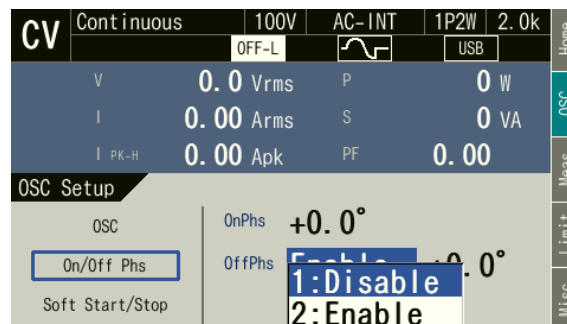 CV Continuous 100V AC-INT 1P2W 2.0k
OFF-L USB
V 0.0 Vrms P 0 W
I 0.00 Arms S 0 VA
I PK-H 0.00 Apk PF 0.00
OSC Setup
OSC OnPhs +0.0°
On/Off Phs OffPhs Enable +0.0°
1:Disable
Soft Start/Stop 2:Enable
Home
OSC
Meas
Limit
Misc